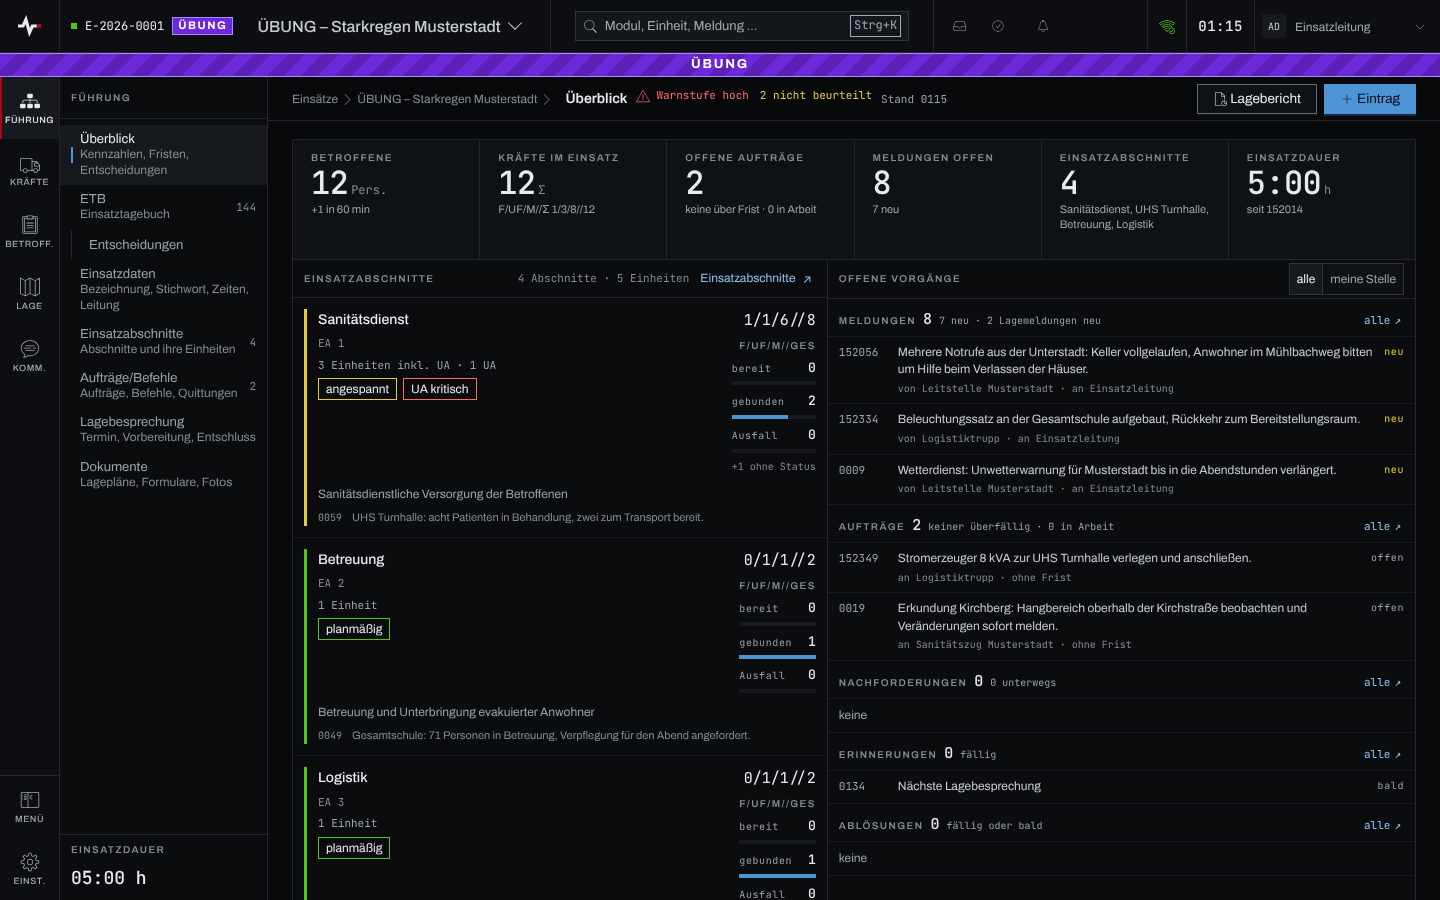 E-2026-0001 ÜBUNG
ÜBUNG – Starkregen Musterstadt
Modul, Einheit, Meldung ... Strg+K
01:15
AD Einsatzleitung
ÜBUNG
FÜHRUNG
KRÄFTE
BETROFF.
LAGE
KOMM.
MENÜ
EINST.
FÜHRUNG
Überblick
Kennzahlen, Fristen,
Entscheidungen
ETB
Einsatztagebuch 144
Entscheidungen
Einsatzdaten
Bezeichnung, Stichwort, Zeiten,
Leitung
Einsatzabschnitte
Abschnitte und ihre Einheiten 4
Aufträge/Befehle
Aufträge, Befehle, Quittungen 2
Lagebesprechung
Termin, Vorbereitung, Entschluss
Dokumente
Lagepläne, Formulare, Fotos
EINSATZDAUER
05:00 h
Einsätze ÜBUNG – Starkregen Musterstadt Überblick Warnstufe hoch 2 nicht beurteilt Stand 0115
Lagebericht
+ Eintrag
BETROFFENE
12 Pers.
+1 in 60 min
KRÄFTE IM EINSATZ
12 Σ
F/UF/M//Σ 1/3/8//12
OFFENE AUFTRÄGE
2
keine über Frist · 0 in Arbeit
MELDUNGEN OFFEN
8
7 neu
EINSATZABSCHNITTE
4
Sanitätsdienst, UHS Turnhalle,
Betreuung, Logistik
EINSATZDAUER
5:00 h
seit 152014
EINSATZABSCHNITTE 4 Abschnitte · 5 Einheiten Einsatzabschnitte ↗
Sanitätsdienst 1/1/6//8
EA 1 F/UF/M//GES
3 Einheiten inkl. UA · 1 UA
angespannt UA kritisch
bereit 0
gebunden 2
Ausfall 0
+1 ohne Status
Sanitätsdienstliche Versorgung der Betroffenen
0059 UHS Turnhalle: acht Patienten in Behandlung, zwei zum Transport bereit.
Betreuung 0/1/1//2
EA 2 F/UF/M//GES
1 Einheit
planmäßig
bereit 0
gebunden 1
Ausfall 0
Betreuung und Unterbringung evakuierter Anwohner
0049 Gesamtschule: 71 Personen in Betreuung, Verpflegung für den Abend angefordert.
Logistik 0/1/1//2
EA 3 F/UF/M//GES
1 Einheit
planmäßig
bereit 0
gebunden 1
Ausfall 0
OFFENE VORGÄNGE alle meine Stelle
MELDUNGEN 8 7 neu · 2 Lagemeldungen neu alle ↗
152056 Mehrere Notrufe aus der Unterstadt: Keller vollgelaufen, Anwohner im Mühlbachweg bitten neu
um Hilfe beim Verlassen der Häuser.
von Leitstelle Musterstadt · an Einsatzleitung
152334 Beleuchtungssatz an der Gesamtschule aufgebaut, Rückkehr zum Bereitstellungsraum. neu
von Logistiktrupp · an Einsatzleitung
0009 Wetterdienst: Unwetterwarnung für Musterstadt bis in die Abendstunden verlängert. neu
von Leitstelle Musterstadt · an Einsatzleitung
AUFTRÄGE 2 keiner überfällig · 0 in Arbeit alle ↗
152349 Stromerzeuger 8 kVA zur UHS Turnhalle verlegen und anschließen. offen
an Logistiktrupp · ohne Frist
0019 Erkundung Kirchberg: Hangbereich oberhalb der Kirchstraße beobachten und offen
Veränderungen sofort melden.
an Sanitätszug Musterstadt · ohne Frist
NACHFORDERUNGEN 0 0 unterwegs alle ↗
keine
ERINNERUNGEN 0 fällig alle ↗
0134 Nächste Lagebesprechung bald
ABLÖSUNGEN 0 fällig oder bald alle ↗
keine